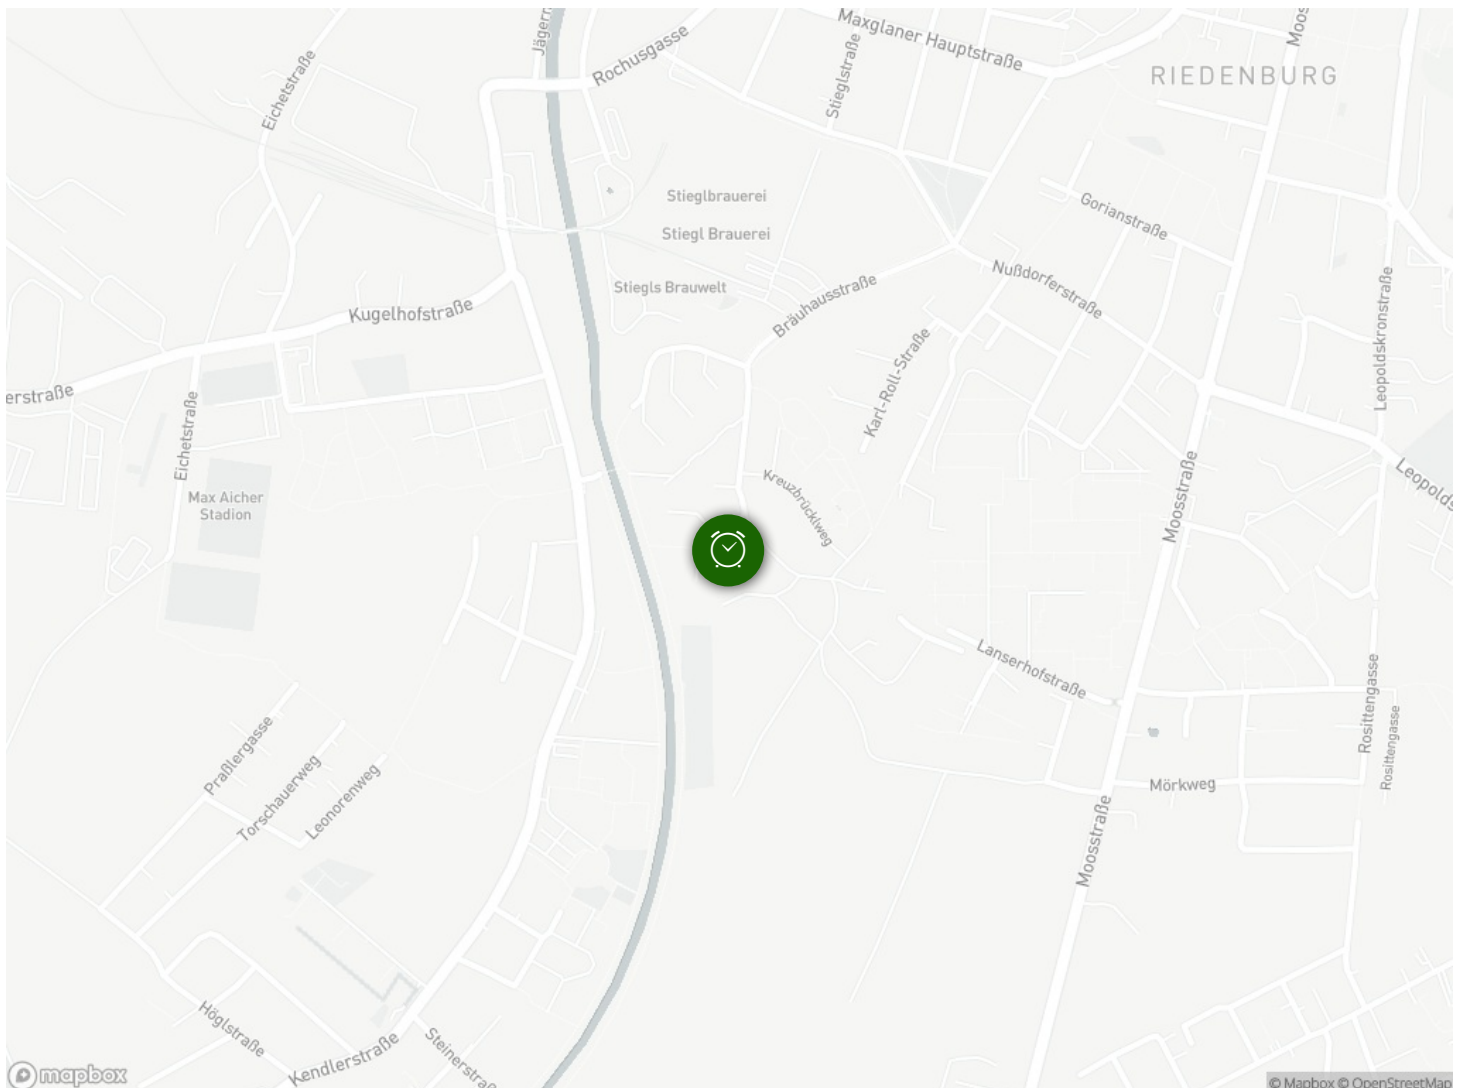 Jägerm
Rochusgasse
Maxglaner Hauptstraße
Moos
RIEDENBURG
Eichetstraße
Stieglstraße
Stieglbrauerei
Stiegl Brauerei
Gorianstraße
Stiegls Brauwelt
Bräuhausstraße
Nußdorferstraße
Kugelhofstraße
Leopoldskronstraße
Karl-Roll-Straße
erstraße
Eichetstraße
Max Aicher
Stadion
Kreuzbrücklweg
Moosstraße
Leopolds
Lanserhofstraße
Rosittengasse
Rosittengasse
Praßlergasse
Torschauerweg
Leonorenweg
Mörkweg
Moosstraße
Höglstraße
Kendlerstraße
Steinerstraß
mapbox
© Mapbox © OpenStreetMap